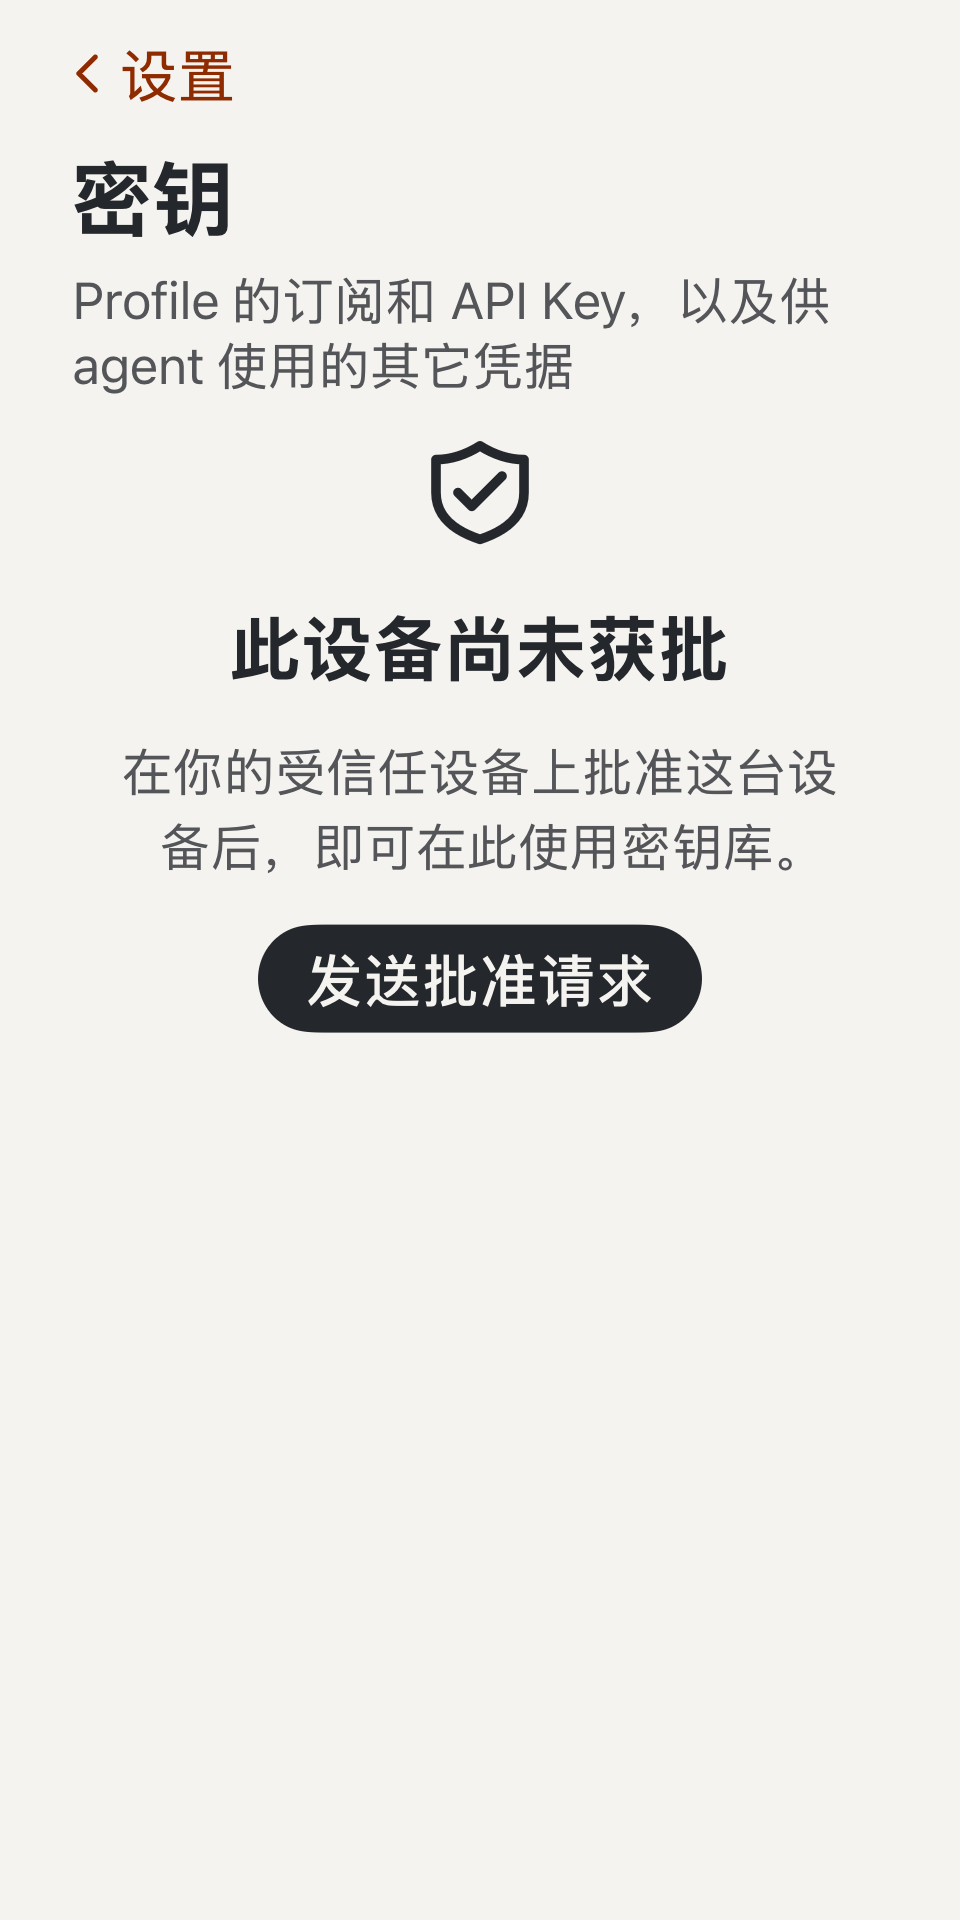 设置
密钥
Profile 的订阅和 API Key，以及供
agent 使用的其它凭据
此设备尚未获批
在你的受信任设备上批准这台设
备后，即可在此使用密钥库。
发送批准请求